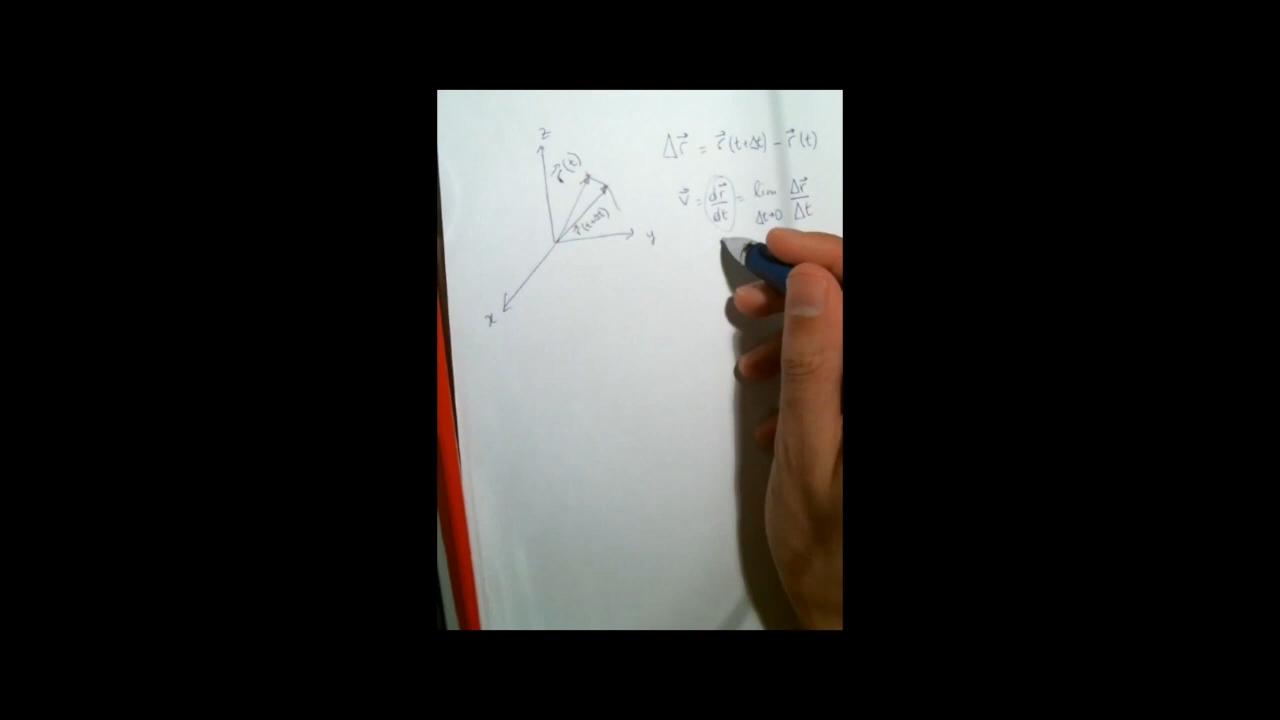 z
r⃗(t)
r⃗(t+Δt)
y
x
Δr⃗ = r⃗(t+Δt) - r⃗(t)
v⃗ = dr⃗/dt = lim Δt→0 Δr⃗/Δt